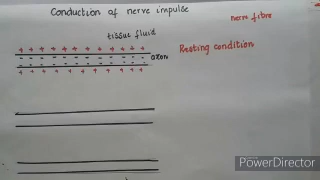 Conduction of nerve impulse
nerve fibre
tissue fluid
Resting condition
+ + + + + + + + + + + + +
- - - - - - - - - - - -
axon
- - - - - - - - - - - -
+ + + + + + + + + + + + +
PowerDirector